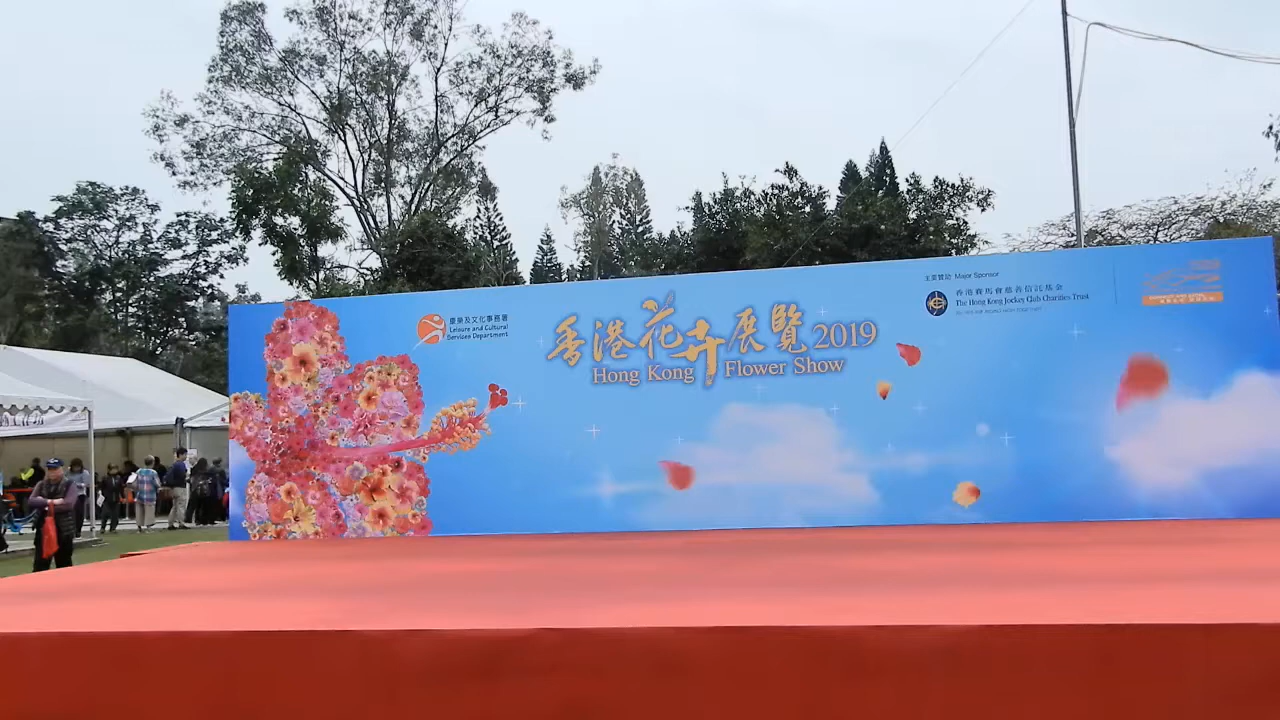 康樂及文化事務署
Leisure and Cultural
Services Department
香港花卉展覽2019
Hong Kong Flower Show
主要贊助 Major Sponsor
香港賽馬會慈善信託基金
The Hong Kong Jockey Club Charities Trust